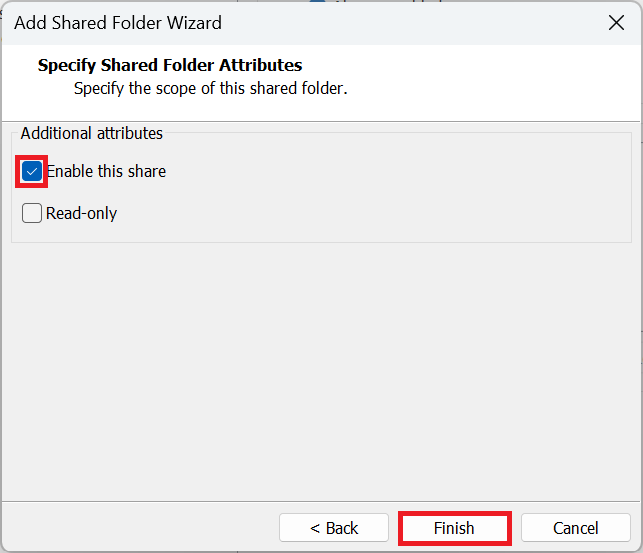 Add Shared Folder Wizard
Specify Shared Folder Attributes
Specify the scope of this shared folder.
Additional attributes
Enable this share
Read-only
< Back
Finish
Cancel